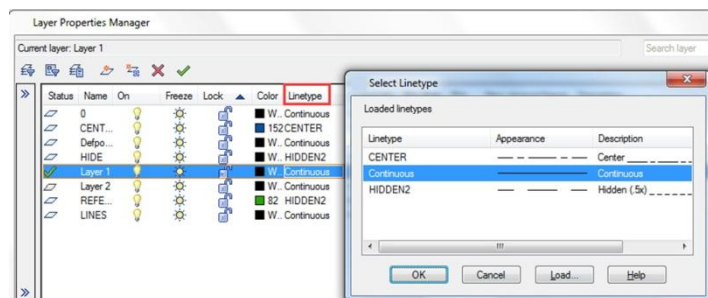 Layer Properties Manager
Current layer: Layer 1
Search layer
Status Name On Freeze Lock Color Linetype
0 W.. Continuous
CENT... 152 CENTER
Defpo... W.. Continuous
HIDE W.. HIDDEN2
Layer 1 W.. Continuous
Layer 2 W.. Continuous
REFE... 82 HIDDEN2
LINES W.. Continuous
Select Linetype
Loaded linetypes
Linetype Appearance Description
CENTER Center ____ _ ____ _ _
Continuous Continuous
HIDDEN2 Hidden (.5x) _ _ _ _ _ _
OK Cancel Load... Help